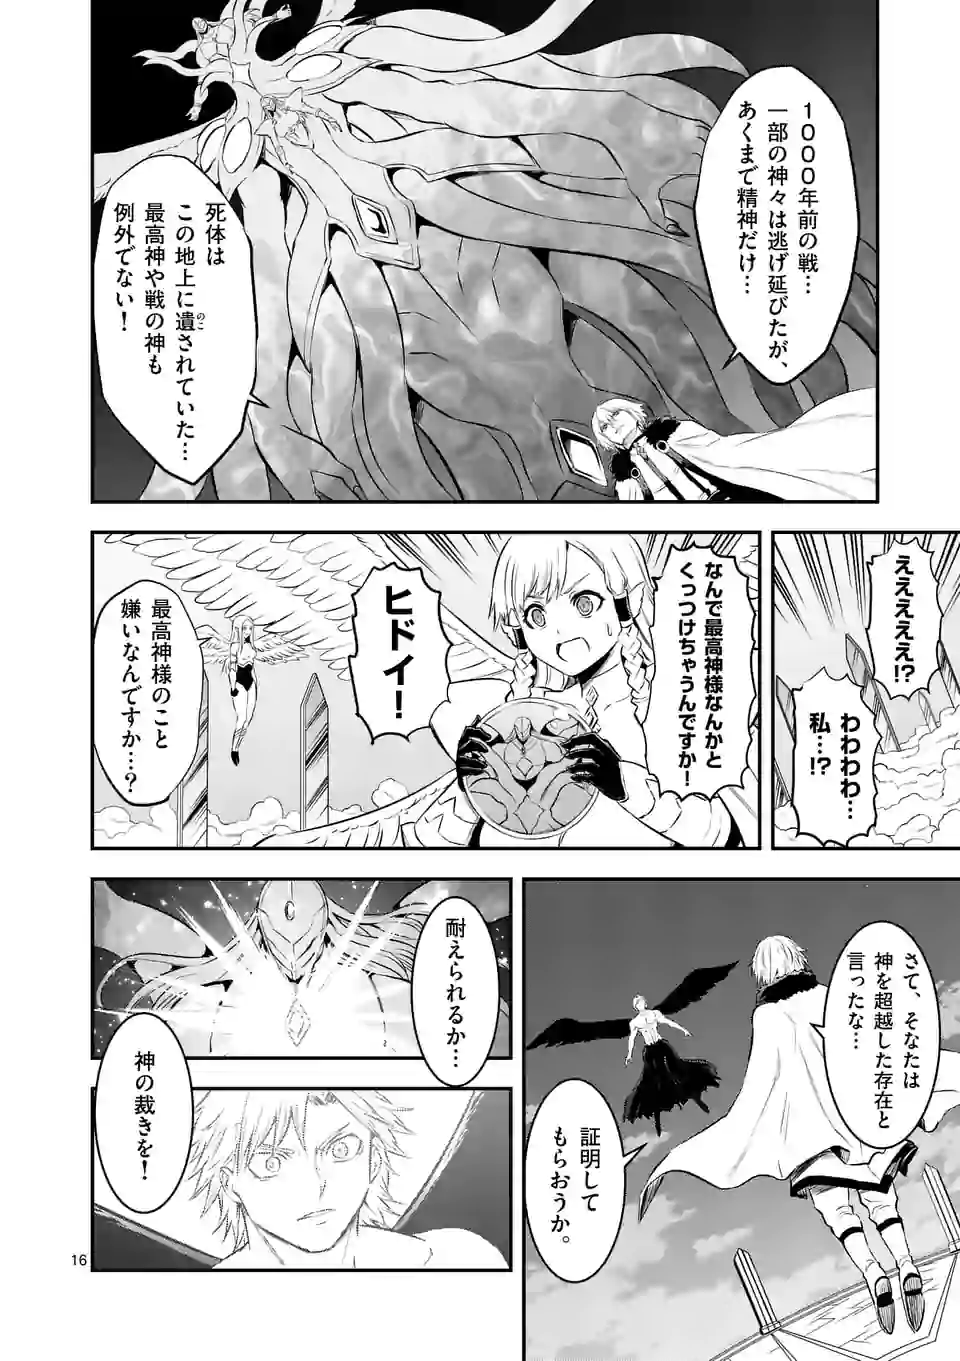 1000年前の戦…
一部の神々は逃げ延びたが、
あくまで精神だけ…
死体は
この地上に遺されていた…
のこ
最高神や戦の神も
例外でない！
えええええ!?
わわわわ…
私…!?
なんで最高神様なんかと
くっつけちゃうんですか！
ヒドイ！
最高神様のこと
嫌いなんですか…？
さて、そなたは
神を超越した存在と
言ったな…
証明して
もらおうか。
耐えられるか…
神の裁きを！
16